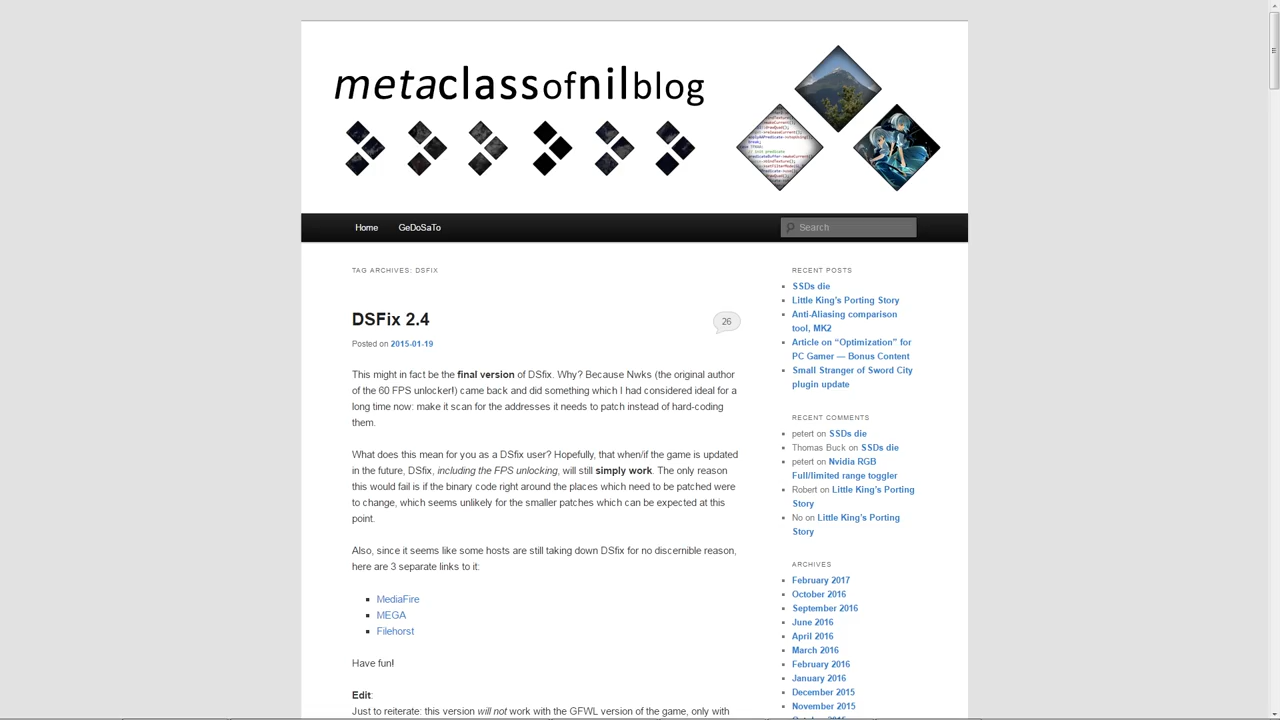 metaclassofnilblog
Home
GeDoSaTo
Search
TAG ARCHIVES: DSFIX
DSFix 2.4
26
Posted on 2015-01-19
This might in fact be the final version of DSfix. Why? Because Nwks (the original author
of the 60 FPS unlocker!) came back and did something which I had considered ideal for a
long time now: make it scan for the addresses it needs to patch instead of hard-coding
them.
What does this mean for you as a DSfix user? Hopefully, that when/if the game is updated
in the future, DSfix, including the FPS unlocking, will still simply work. The only reason
this would fail is if the binary code right around the places which need to be patched were
to change, which seems unlikely for the smaller patches which can be expected at this
point.
Also, since it seems like some hosts are still taking down DSfix for no discernible reason,
here are 3 separate links to it:
MediaFire
MEGA
Filehorst
Have fun!
Edit:
Just to reiterate: this version will not work with the GFWL version of the game, only with
RECENT POSTS
SSDs die
Little King's Porting Story
Anti-Aliasing comparison
tool, MK2
Article on “Optimization” for
PC Gamer — Bonus Content
Small Stranger of Sword City
plugin update
RECENT COMMENTS
petert on SSDs die
Thomas Buck on SSDs die
petert on Nvidia RGB
Full/limited range toggler
Robert on Little King's Porting
Story
No on Little King's Porting
Story
ARCHIVES
February 2017
October 2016
September 2016
June 2016
April 2016
March 2016
February 2016
January 2016
December 2015
November 2015